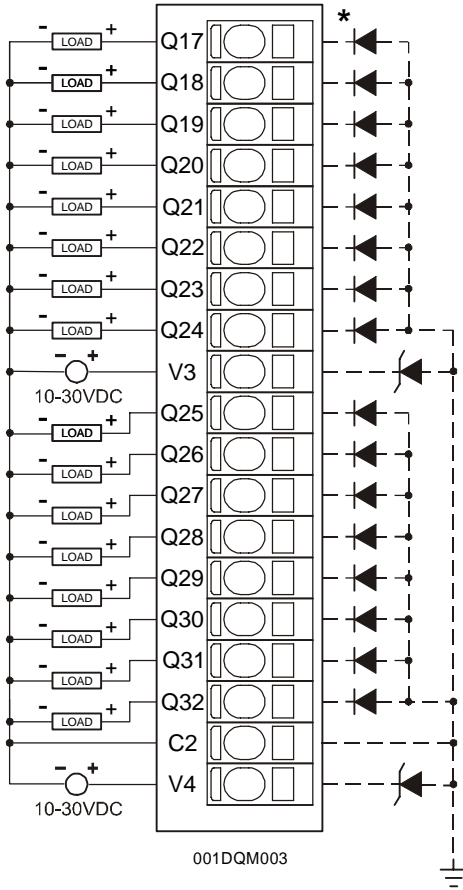 *
- LOAD + Q17
- LOAD + Q18
- LOAD + Q19
- LOAD + Q20
- LOAD + Q21
- LOAD + Q22
- LOAD + Q23
- LOAD + Q24
- + V3
10-30VDC
- LOAD + Q25
- LOAD + Q26
- LOAD + Q27
- LOAD + Q28
- LOAD + Q29
- LOAD + Q30
- LOAD + Q31
- LOAD + Q32
C2
- + V4
10-30VDC
001DQM003